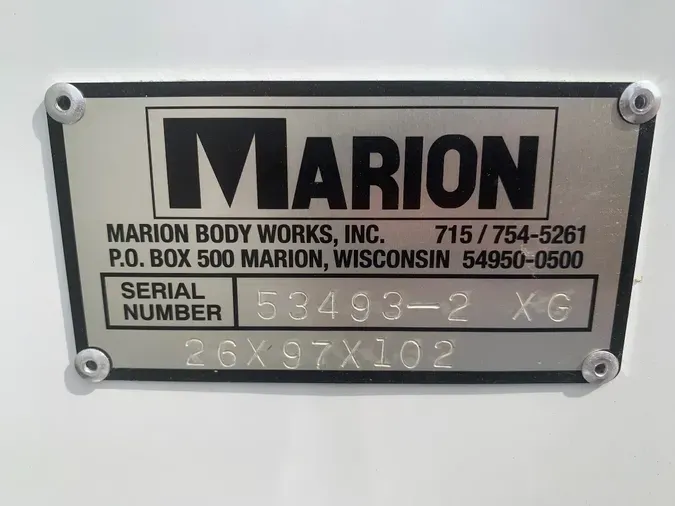 MARION
MARION BODY WORKS, INC. 715 / 754-5261
P.O. BOX 500 MARION, WISCONSIN 54950-0500
SERIAL NUMBER 53493-2 XG
26X97X102